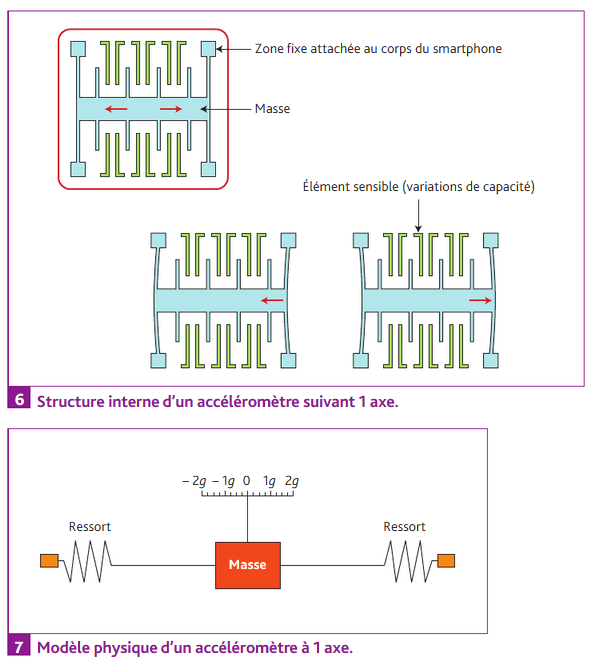 Zone fixe attachée au corps du smartphone
Masse
Élément sensible (variations de capacité)
6 Structure interne d'un accéléromètre suivant 1 axe.
– 2g – 1g 0 1g 2g
Ressort Ressort
Masse
7 Modèle physique d'un accéléromètre à 1 axe.